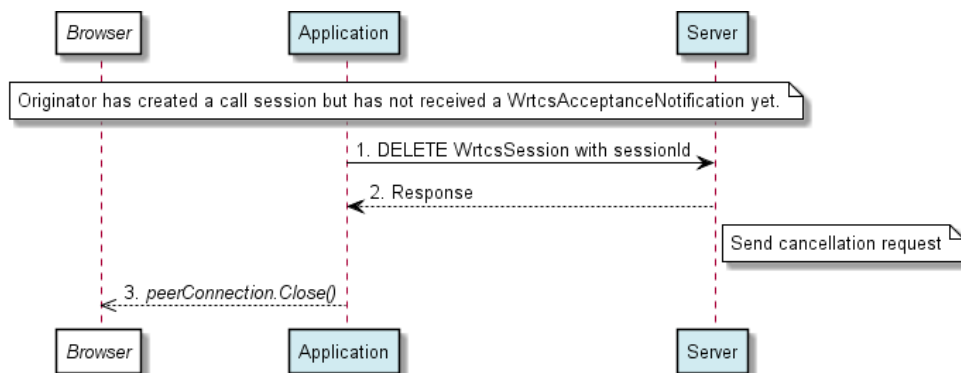 Browser
Application
Server
Originator has created a call session but has not received a WrtcsAcceptanceNotification yet.
1. DELETE WrtcsSession with sessionId
2. Response
Send cancellation request
3. peerConnection.Close()
Browser
Application
Server